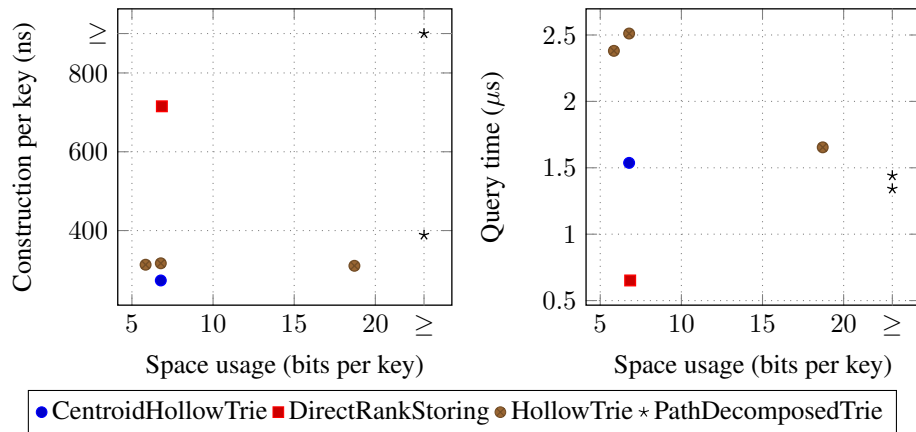 Construction per key (ns)
≥
800
600
400
5 10 15 20 ≥
Space usage (bits per key)
Query time (μs)
2.5
2
1.5
1
0.5
5 10 15 20 ≥
Space usage (bits per key)
CentroidHollowTrie DirectRankStoring HollowTrie PathDecomposedTrie